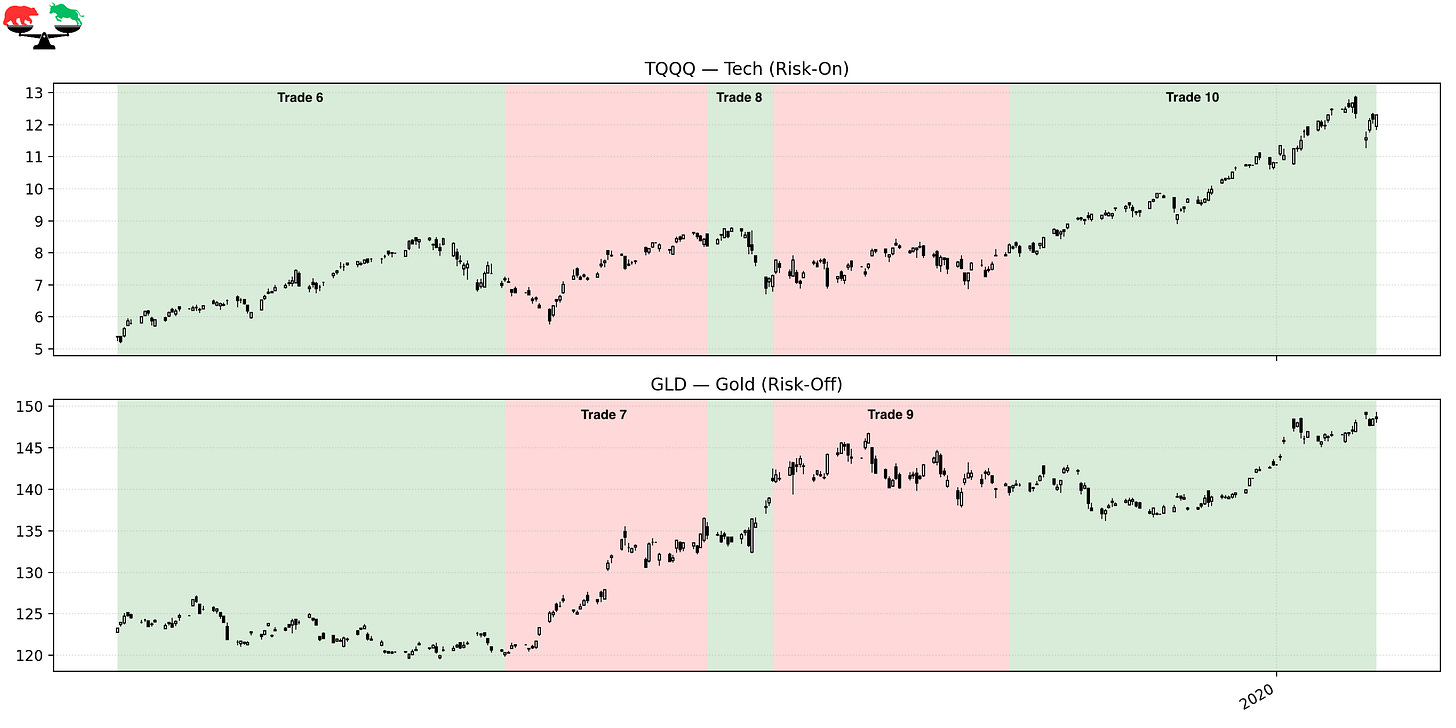 TQQQ — Tech (Risk-On)
Trade 6
Trade 8
Trade 10
13
12
11
10
9
8
7
6
5
GLD — Gold (Risk-Off)
Trade 7
Trade 9
150
145
140
135
130
125
120
2020